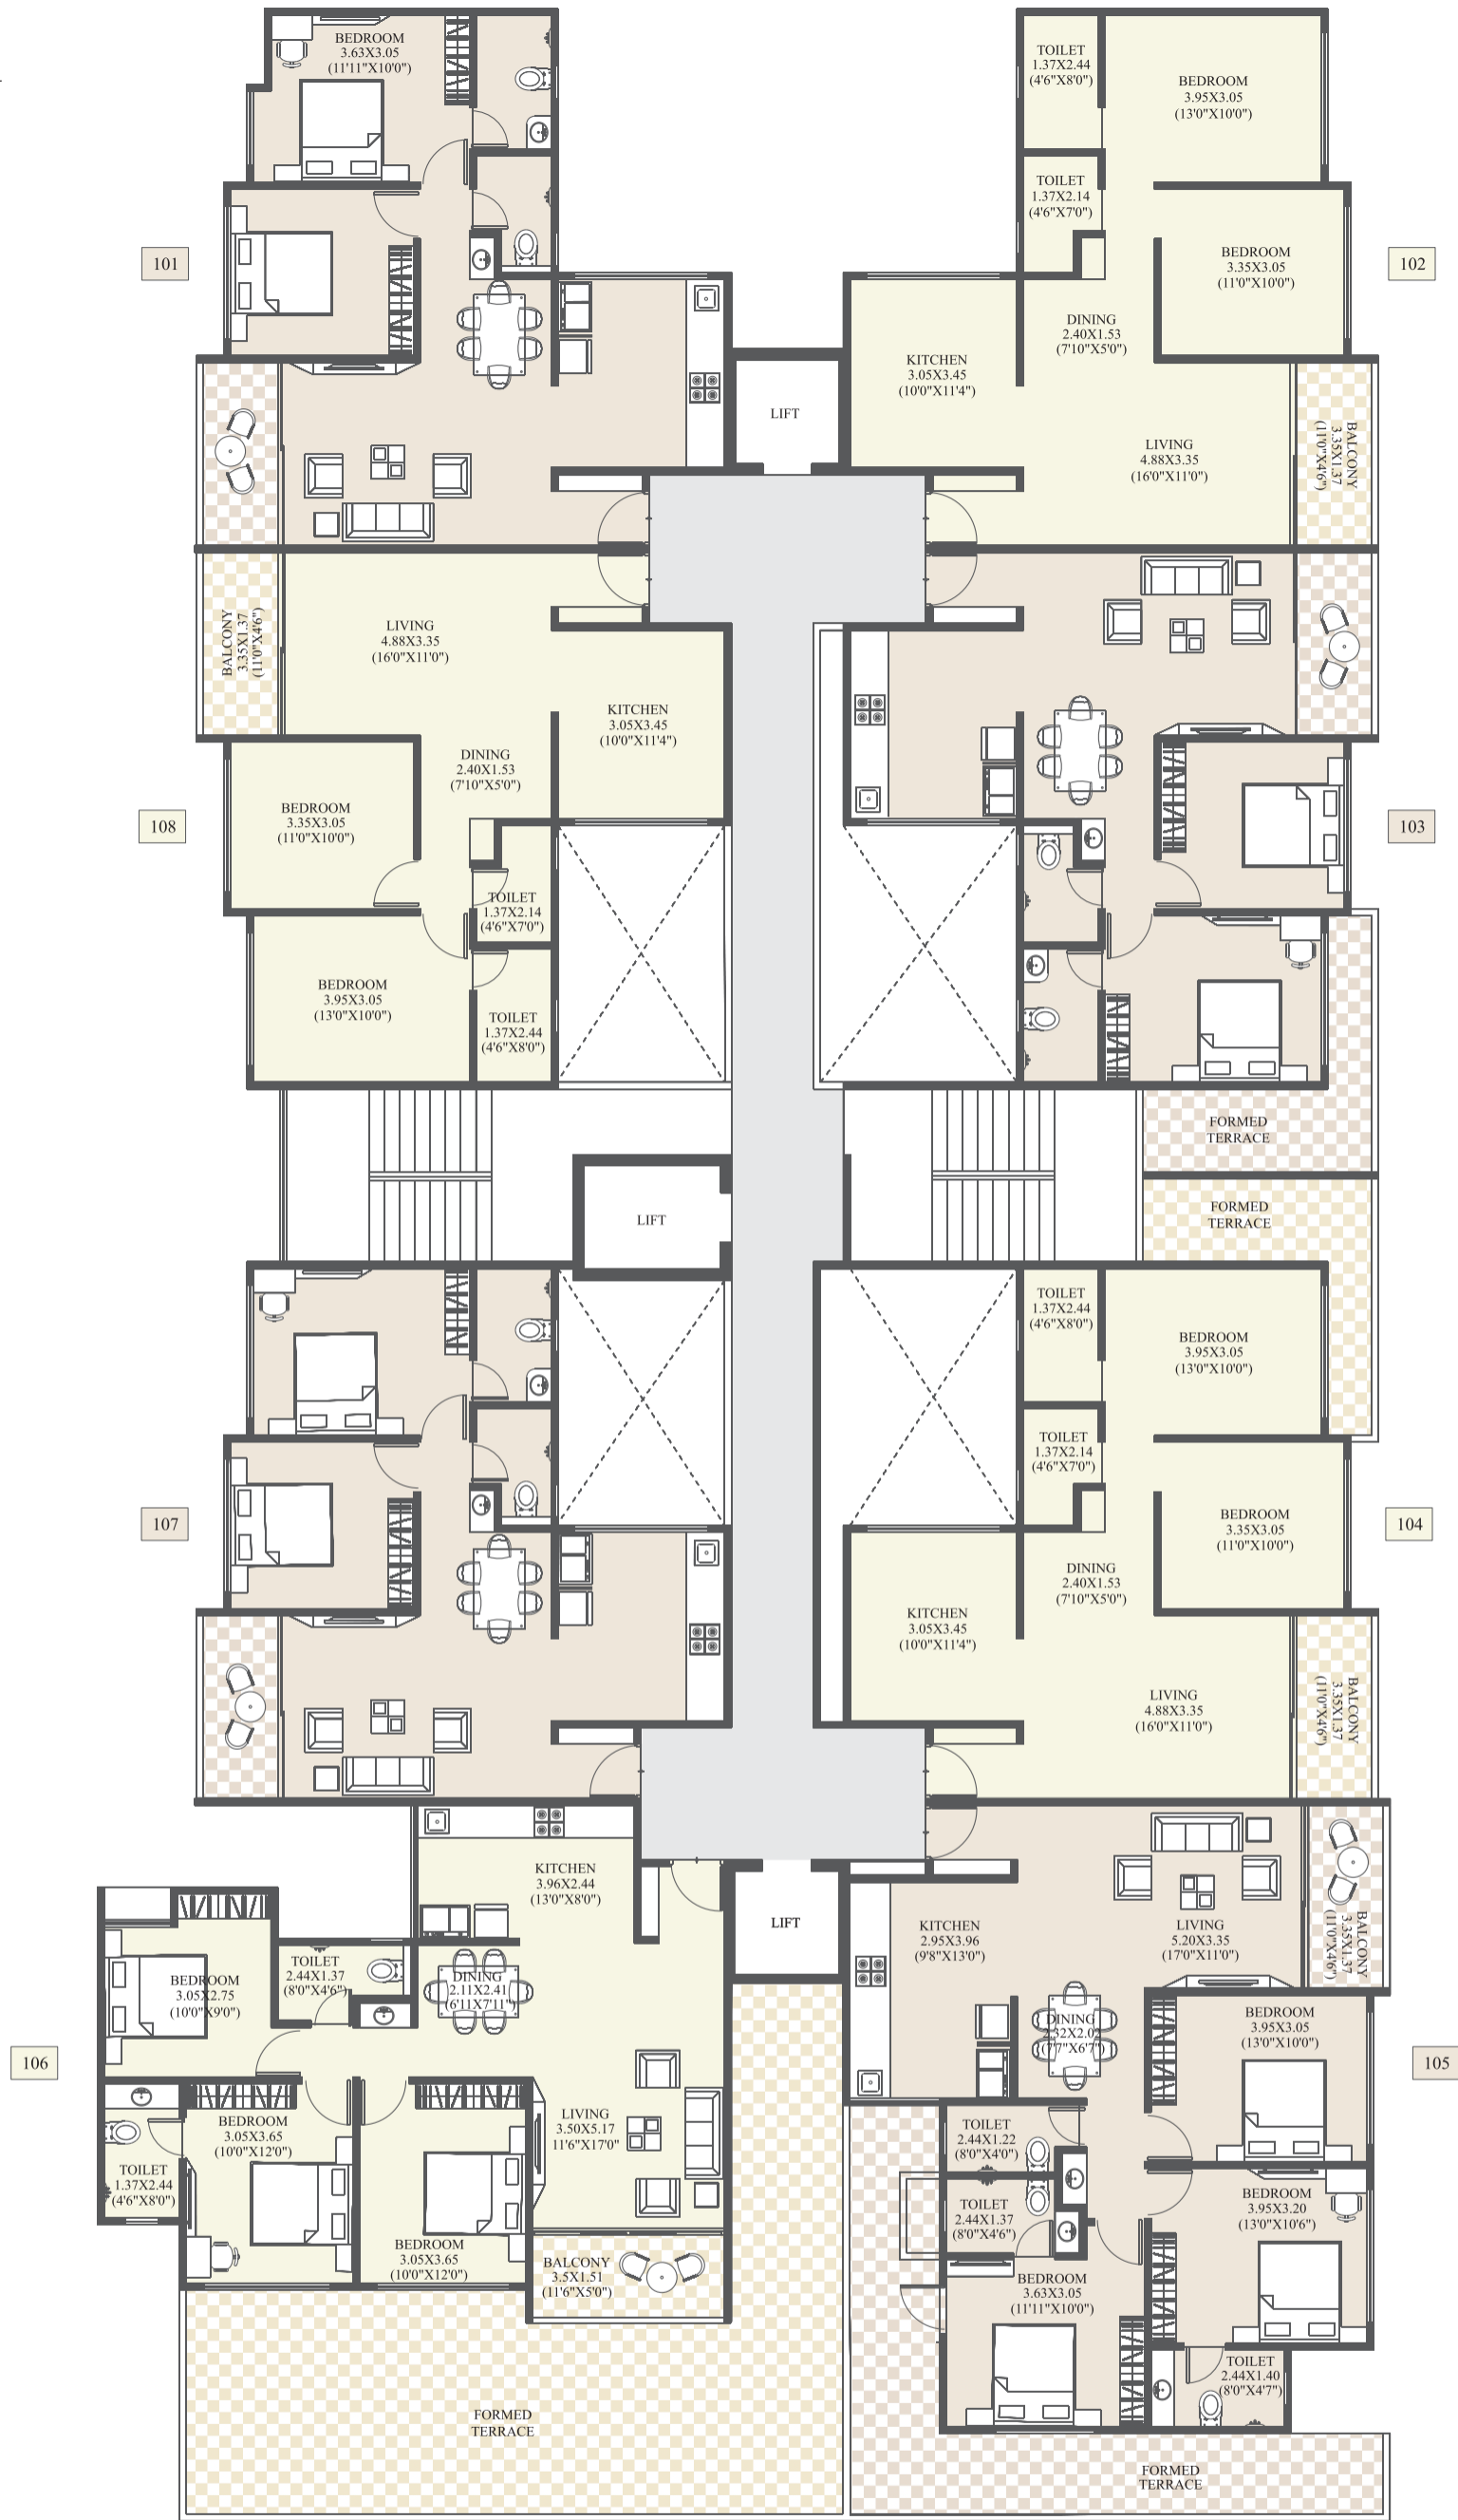 BEDROOM
3.63X3.05
(11'11"X10'0")
TOILET
1.37X2.44
(4'6"X8'0")
BEDROOM
3.95X3.05
(13'0"X10'0")
TOILET
1.37X2.14
(4'6"X7'0")
101
BEDROOM
3.35X3.05
(11'0"X10'0")
102
DINING
2.40X1.53
(7'10"X5'0")
KITCHEN
3.05X3.45
(10'0"X11'4")
LIFT
LIVING
4.88X3.35
(16'0"X11'0")
BALCONY
3.35X1.37
(11'0"X4'6")
BALCONY
3.35X1.37
(11'0"X4'6")
LIVING
4.88X3.35
(16'0"X11'0")
KITCHEN
3.05X3.45
(10'0"X11'4")
DINING
2.40X1.53
(7'10"X5'0")
108
BEDROOM
3.35X3.05
(11'0"X10'0")
103
TOILET
1.37X2.14
(4'6"X7'0")
BEDROOM
3.95X3.05
(13'0"X10'0")
TOILET
1.37X2.44
(4'6"X8'0")
FORMED
TERRACE
LIFT
FORMED
TERRACE
TOILET
1.37X2.44
(4'6"X8'0")
BEDROOM
3.95X3.05
(13'0"X10'0")
TOILET
1.37X2.14
(4'6"X7'0")
107
BEDROOM
3.35X3.05
(11'0"X10'0")
104
DINING
2.40X1.53
(7'10"X5'0")
KITCHEN
3.05X3.45
(10'0"X11'4")
LIVING
4.88X3.35
(16'0"X11'0")
BALCONY
3.35X1.37
(11'0"X4'6")
KITCHEN
3.96X2.44
(13'0"X8'0")
LIFT
KITCHEN
2.95X3.96
(9'8"X13'0")
LIVING
5.20X3.35
(17'0"X11'0")
BALCONY
3.35X1.37
(11'0"X4'6")
BEDROOM
3.05X2.75
(10'0"X9'0")
TOILET
2.44X1.37
(8'0"X4'6")
DINING
2.11X2.41
(6'11X7'11")
106
DINING
(7'7"X6'7")
BEDROOM
3.95X3.05
(13'0"X10'0")
105
BEDROOM
3.05X3.65
(10'0"X12'0")
LIVING
3.50X5.17
11'6"X17'0"
TOILET
2.44X1.22
(8'0"X4'0")
TOILET
1.37X2.44
(4'6"X8'0")
TOILET
2.44X1.37
(8'0"X4'6")
BEDROOM
3.95X3.20
(13'0"X10'6")
BEDROOM
3.05X3.65
(10'0"X12'0")
BALCONY
3.5X1.51
(11'6"X5'0")
BEDROOM
3.63X3.05
(11'11"X10'0")
TOILET
2.44X1.40
(8'0"X4'7")
FORMED
TERRACE
FORMED
TERRACE